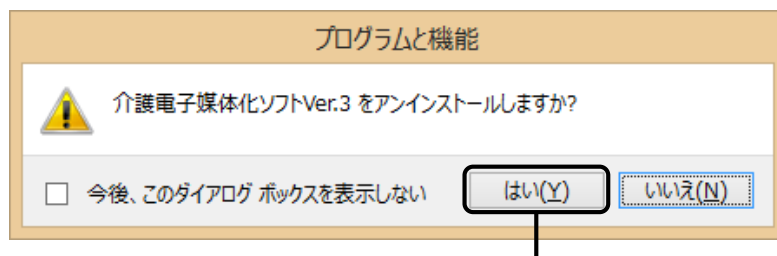 プログラムと機能
介護電子媒体化ソフトVer.3 をアンインストールしますか?
今後、このダイアログ ボックスを表示しない
はい(Y)
いいえ(N)